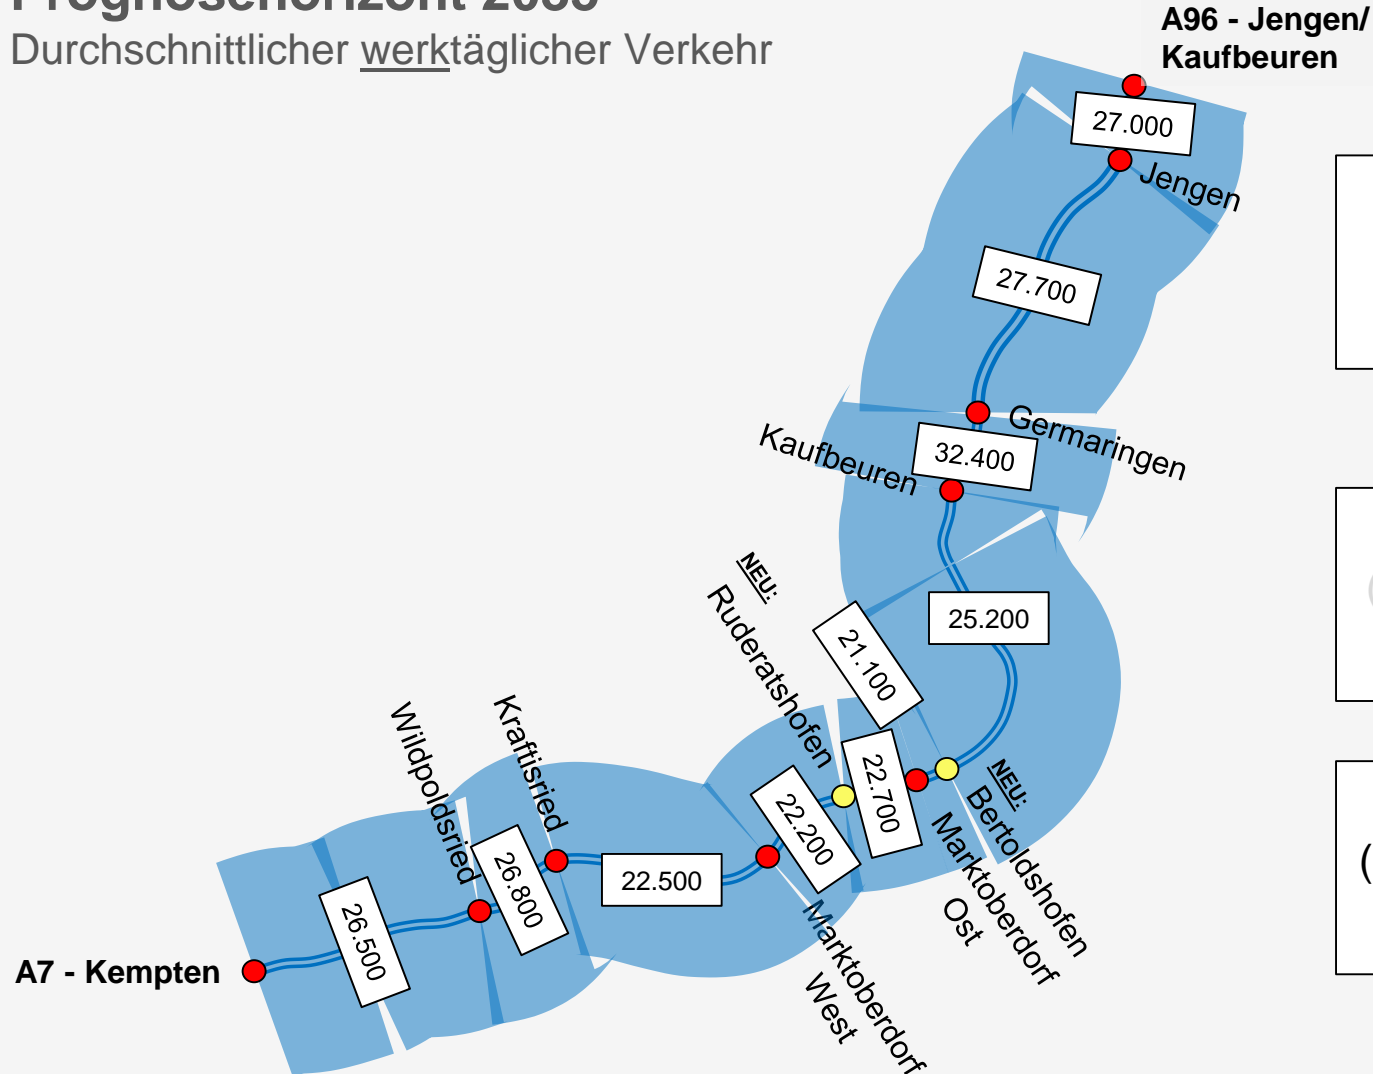 Prognosehorizont 2035
Durchschnittlicher werktäglicher Verkehr
A96 - Jengen/
Kaufbeuren
27.000
Jengen
27.700
Germaringen
32.400
Kaufbeuren
25.200
NEU:
Ruderatshofen
21.100
22.700
NEU:
Bertoldshofen
Marktoberdorf
Ost
22.200
Marktoberdorf
West
Kraftisried
Wildpoldsried
22.500
26.800
26.500
A7 - Kempten
(